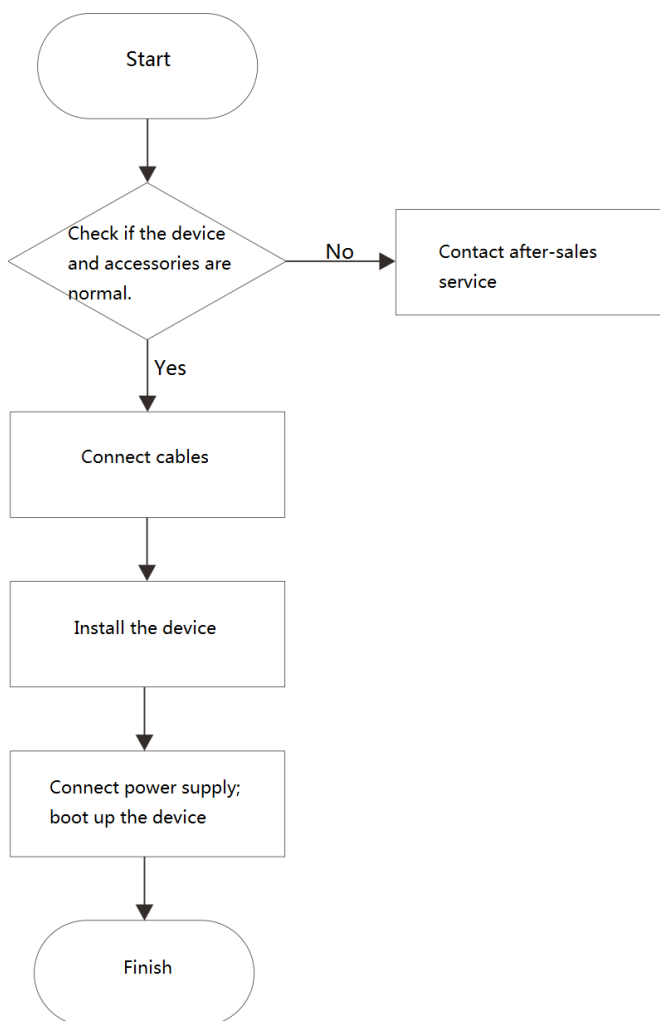 Start
Check if the device
and accessories are
normal.
No
Contact after-sales
service
Yes
Connect cables
Install the device
Connect power supply;
boot up the device
Finish